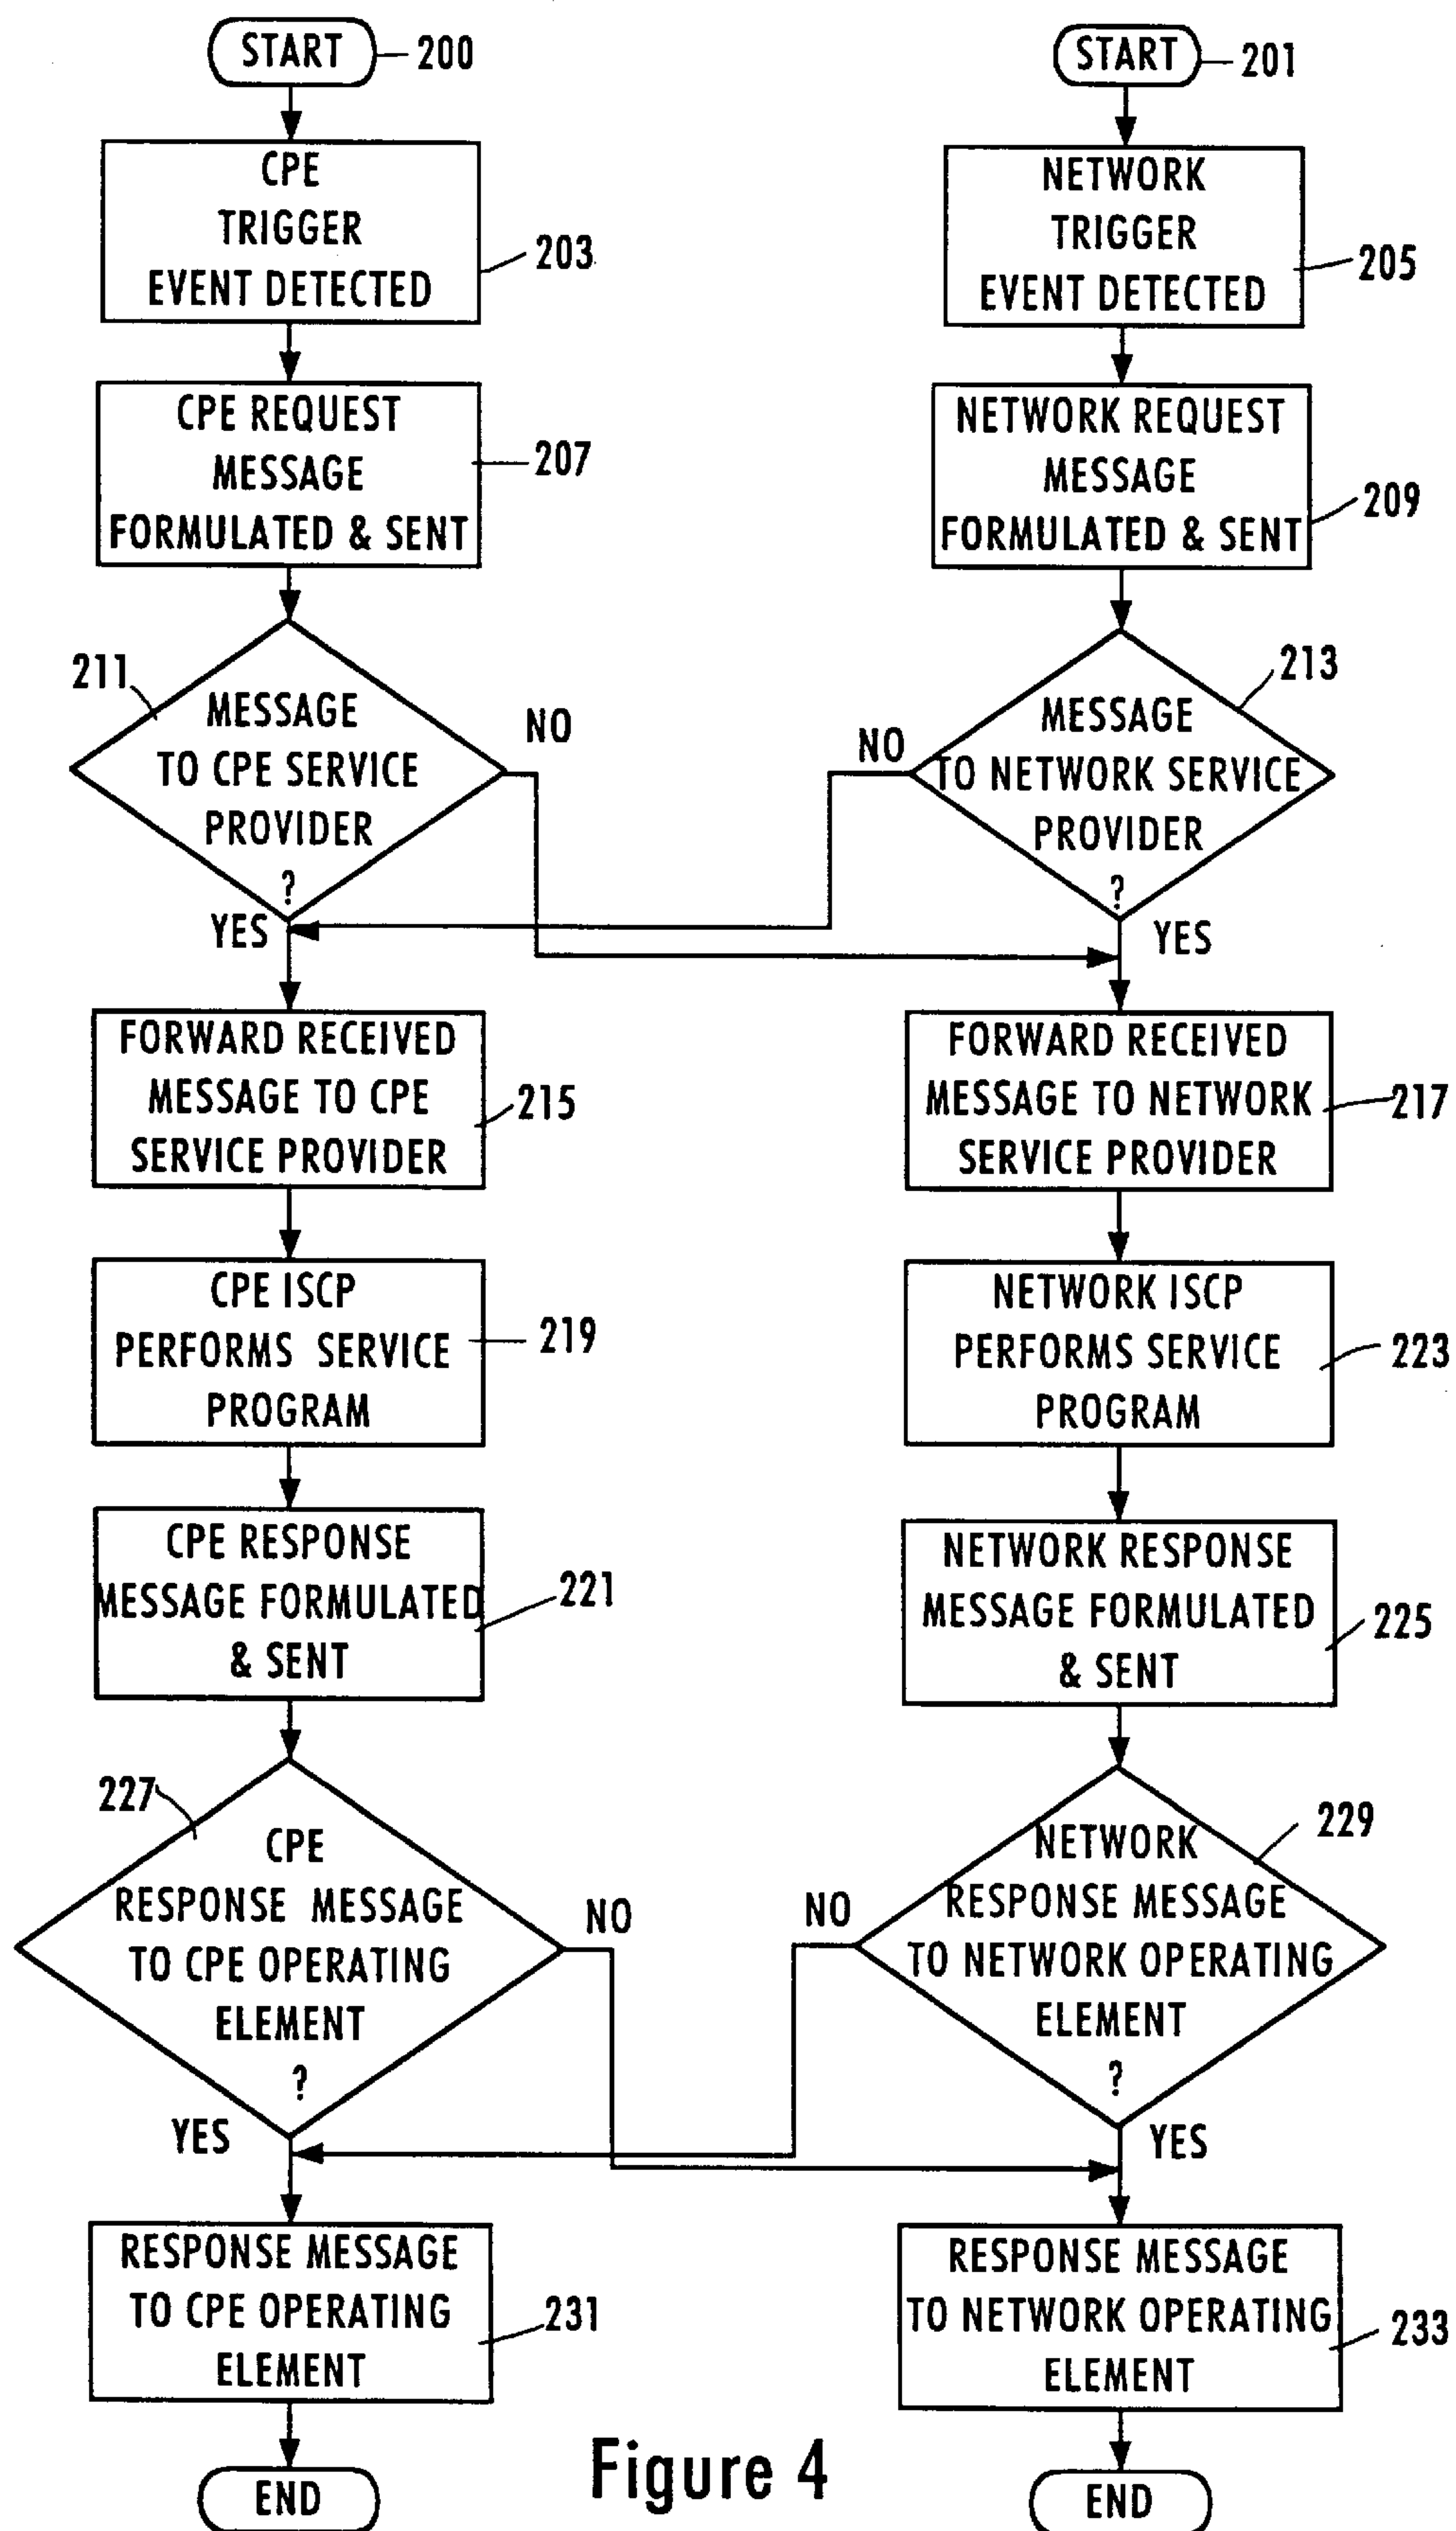 START
200
CPE
TRIGGER
EVENT DETECTED
203
CPE REQUEST
MESSAGE
FORMULATED & SENT
207
211
MESSAGE
TO CPE SERVICE
PROVIDER
?
NO
YES
FORWARD RECEIVED
MESSAGE TO CPE
SERVICE PROVIDER
215
CPE ISCP
PERFORMS SERVICE
PROGRAM
219
CPE RESPONSE
MESSAGE FORMULATED
& SENT
221
227
CPE
RESPONSE MESSAGE
TO CPE OPERATING
ELEMENT
?
NO
YES
RESPONSE MESSAGE
TO CPE OPERATING
ELEMENT
231
END
START
201
NETWORK
TRIGGER
EVENT DETECTED
205
NETWORK REQUEST
MESSAGE
FORMULATED & SENT
209
213
MESSAGE
TO NETWORK SERVICE
PROVIDER
?
NO
YES
FORWARD RECEIVED
MESSAGE TO NETWORK
SERVICE PROVIDER
217
NETWORK ISCP
PERFORMS SERVICE
PROGRAM
223
NETWORK RESPONSE
MESSAGE FORMULATED
& SENT
225
229
NETWORK
RESPONSE MESSAGE
TO NETWORK OPERATING
ELEMENT
?
NO
YES
RESPONSE MESSAGE
TO NETWORK OPERATING
ELEMENT
233
END
Figure 4